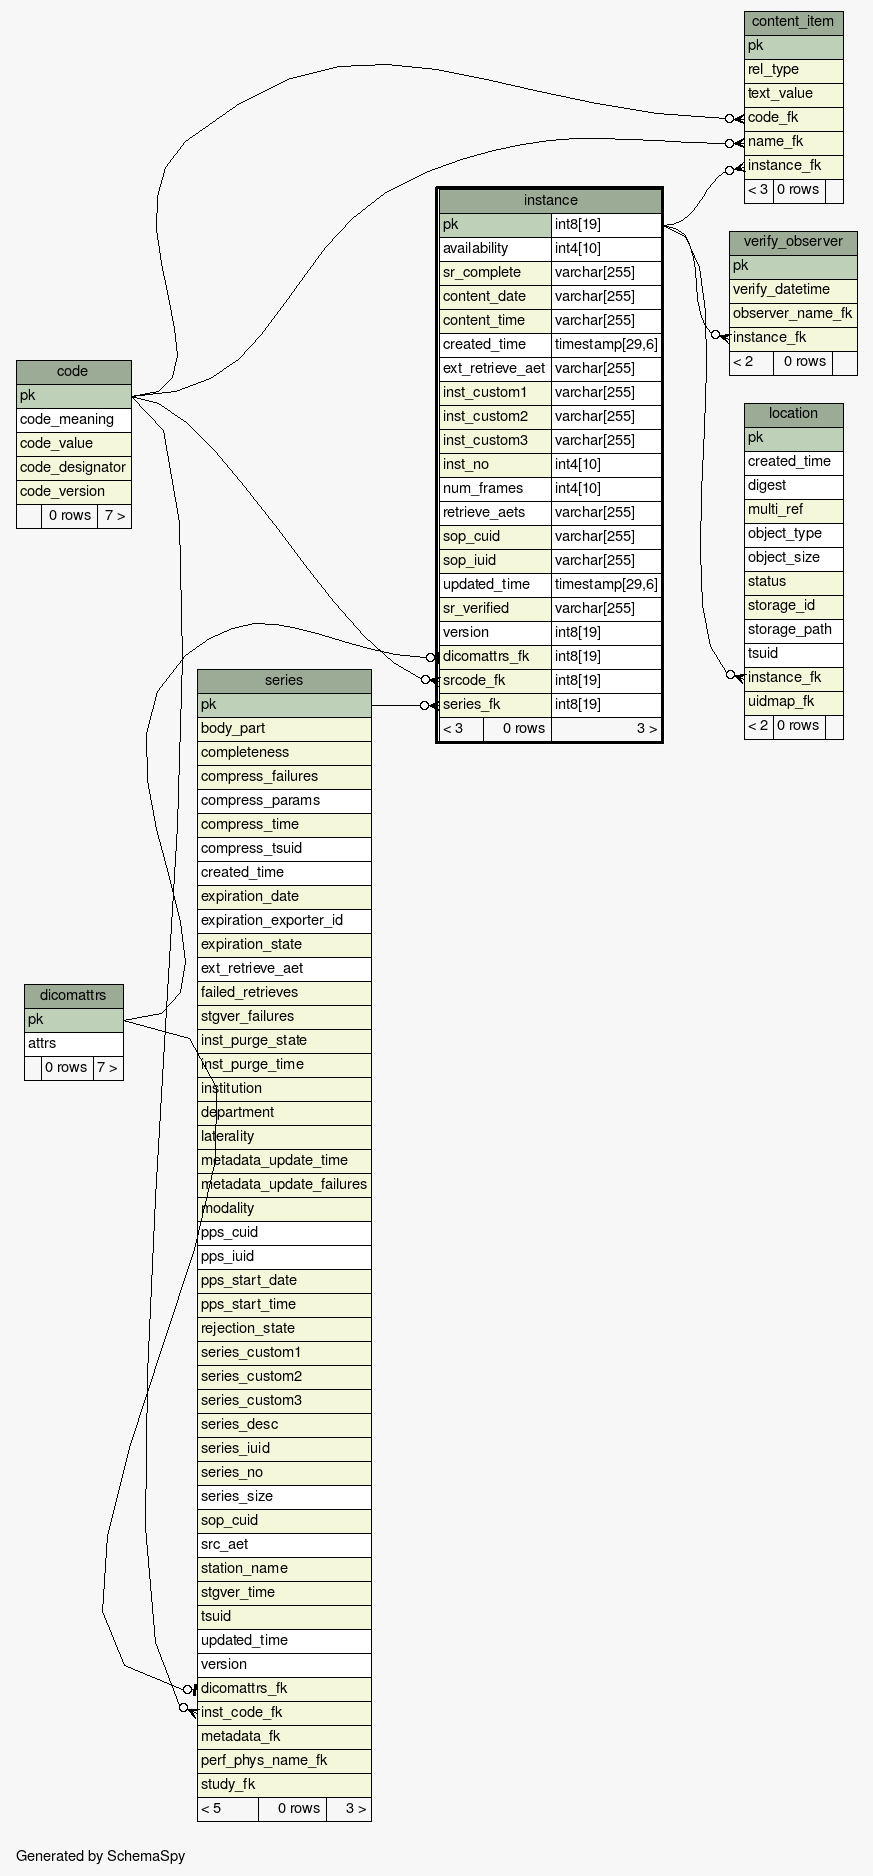 content_item
pk
rel_type
text_value
code_fk
name_fk
instance_fk
< 3 0 rows
instance
pk int8[19]
availability int4[10]
sr_complete varchar[255]
content_date varchar[255]
content_time varchar[255]
created_time timestamp[29,6]
ext_retrieve_aet varchar[255]
inst_custom1 varchar[255]
inst_custom2 varchar[255]
inst_custom3 varchar[255]
inst_no int4[10]
num_frames int4[10]
retrieve_aets varchar[255]
sop_cuid varchar[255]
sop_iuid varchar[255]
updated_time timestamp[29,6]
sr_verified varchar[255]
version int8[19]
dicomattrs_fk int8[19]
srcode_fk int8[19]
series_fk int8[19]
< 3 0 rows 3 >
verify_observer
pk
verify_datetime
observer_name_fk
instance_fk
< 2 0 rows
code
pk
code_meaning
code_value
code_designator
code_version
0 rows 7 >
location
pk
created_time
digest
multi_ref
object_type
object_size
status
storage_id
storage_path
tsuid
instance_fk
uidmap_fk
< 2 0 rows
series
pk
body_part
completeness
compress_failures
compress_params
compress_time
compress_tsuid
created_time
expiration_date
expiration_exporter_id
expiration_state
ext_retrieve_aet
failed_retrieves
stgver_failures
inst_purge_state
inst_purge_time
institution
department
laterality
metadata_update_time
metadata_update_failures
modality
pps_cuid
pps_iuid
pps_start_date
pps_start_time
rejection_state
series_custom1
series_custom2
series_custom3
series_desc
series_iuid
series_no
series_size
sop_cuid
src_aet
station_name
stgver_time
tsuid
updated_time
version
dicomattrs_fk
inst_code_fk
metadata_fk
perf_phys_name_fk
study_fk
< 5 0 rows 3 >
dicomattrs
pk
attrs
0 rows 7 >
Generated by SchemaSpy